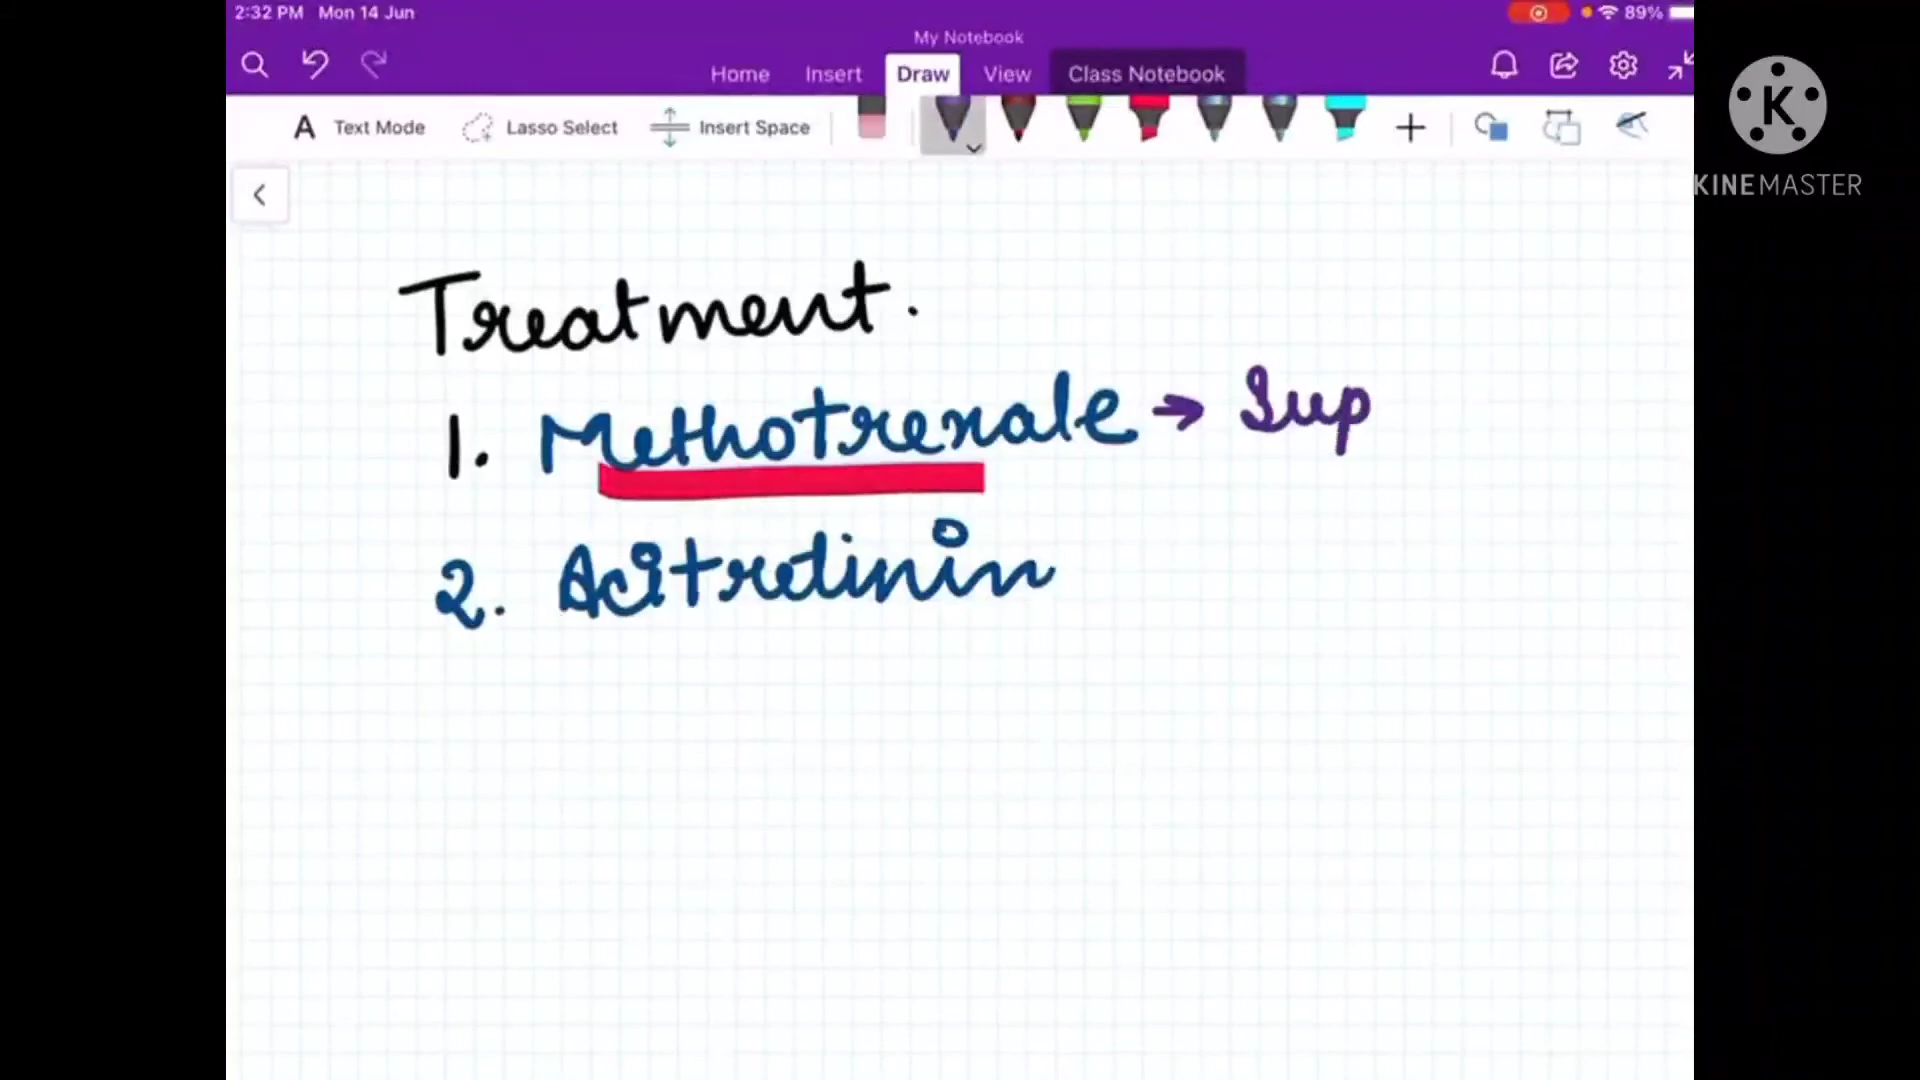 2:32 PM Mon 14 Jun
89%
My Notebook
Home Insert Draw View Class Notebook
A Text Mode Lasso Select Insert Space
K
KINEMASTER
Treatment.
1. Methotrexate → Sup
2. Acitretinin